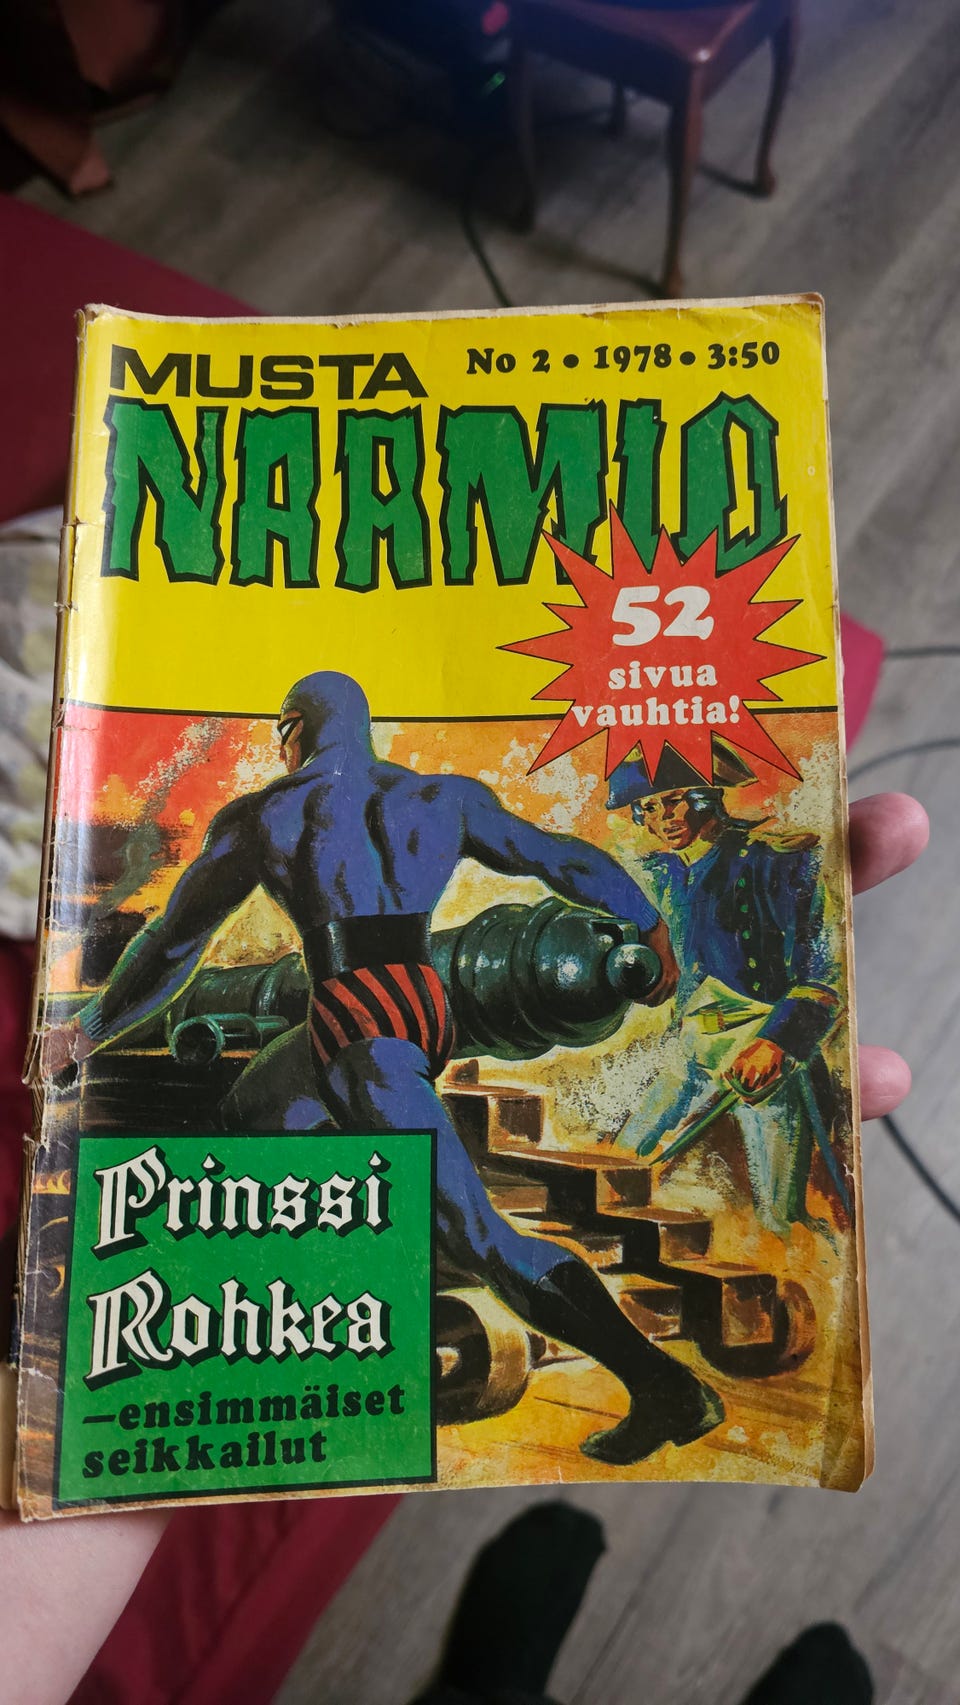 MUSTA No 2 • 1978 • 3:50
NAAMIO
52
sivua
vauhtia!
Prinssi
Rohkea
—ensimmäiset
seikkailut